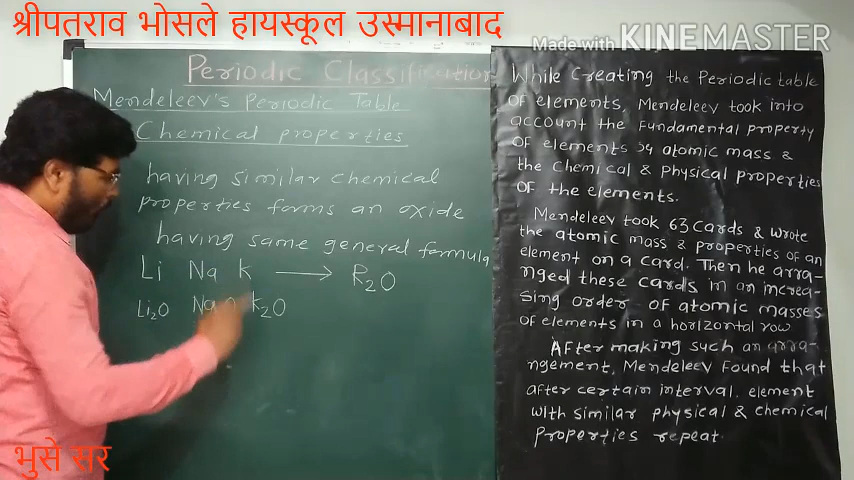 श्रीपतराव भोसले हायस्कूल उस्मानाबाद
Made with KINEMASTER
Periodic Classification
Mendeleev's Periodic Table
Chemical properties
having similar chemical
properties forms an oxide
having same general formula
Li Na K → R₂O
Li₂O Na K₂O
While Creating the Periodic table
of elements, Mendeleev took into
account the Fundamental property
of elements atomic mass &
the Chemical & Physical properties
of the elements.
Mendeleev took 63 Cards & Wrote
the atomic mass & properties of an
element on a card. Then he arra-
nged these cards in an increa-
sing order of atomic masses
of elements in a horizontal row
After making such an arra-
ngement, Mendeleev Found that
after certain interval. element
with similar physical & chemical
Properties repeat.
भुसे सर